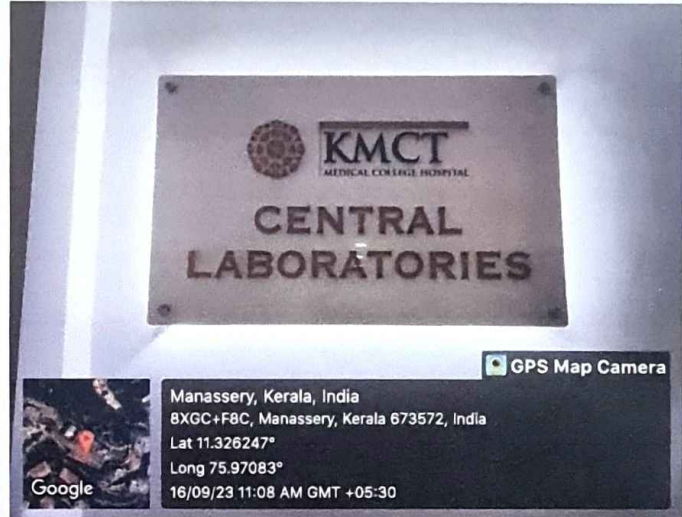 KMCT
MEDICAL COLLEGE HOSPITAL
CENTRAL
LABORATORIES
GPS Map Camera
Manassery, Kerala, India
8XGC+F8C, Manassery, Kerala 673572, India
Lat 11.326247°
Long 75.97083°
16/09/23 11:08 AM GMT +05:30
Google